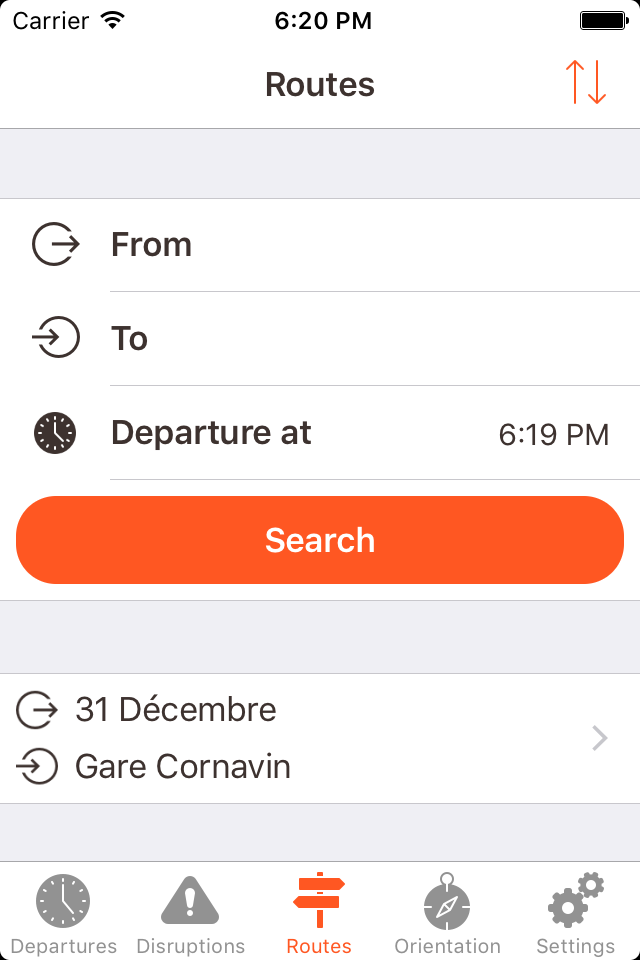 Carrier 6:20 PM
Routes
From
To
Departure at 6:19 PM
Search
31 Décembre
Gare Cornavin
Departures Disruptions Routes Orientation Settings